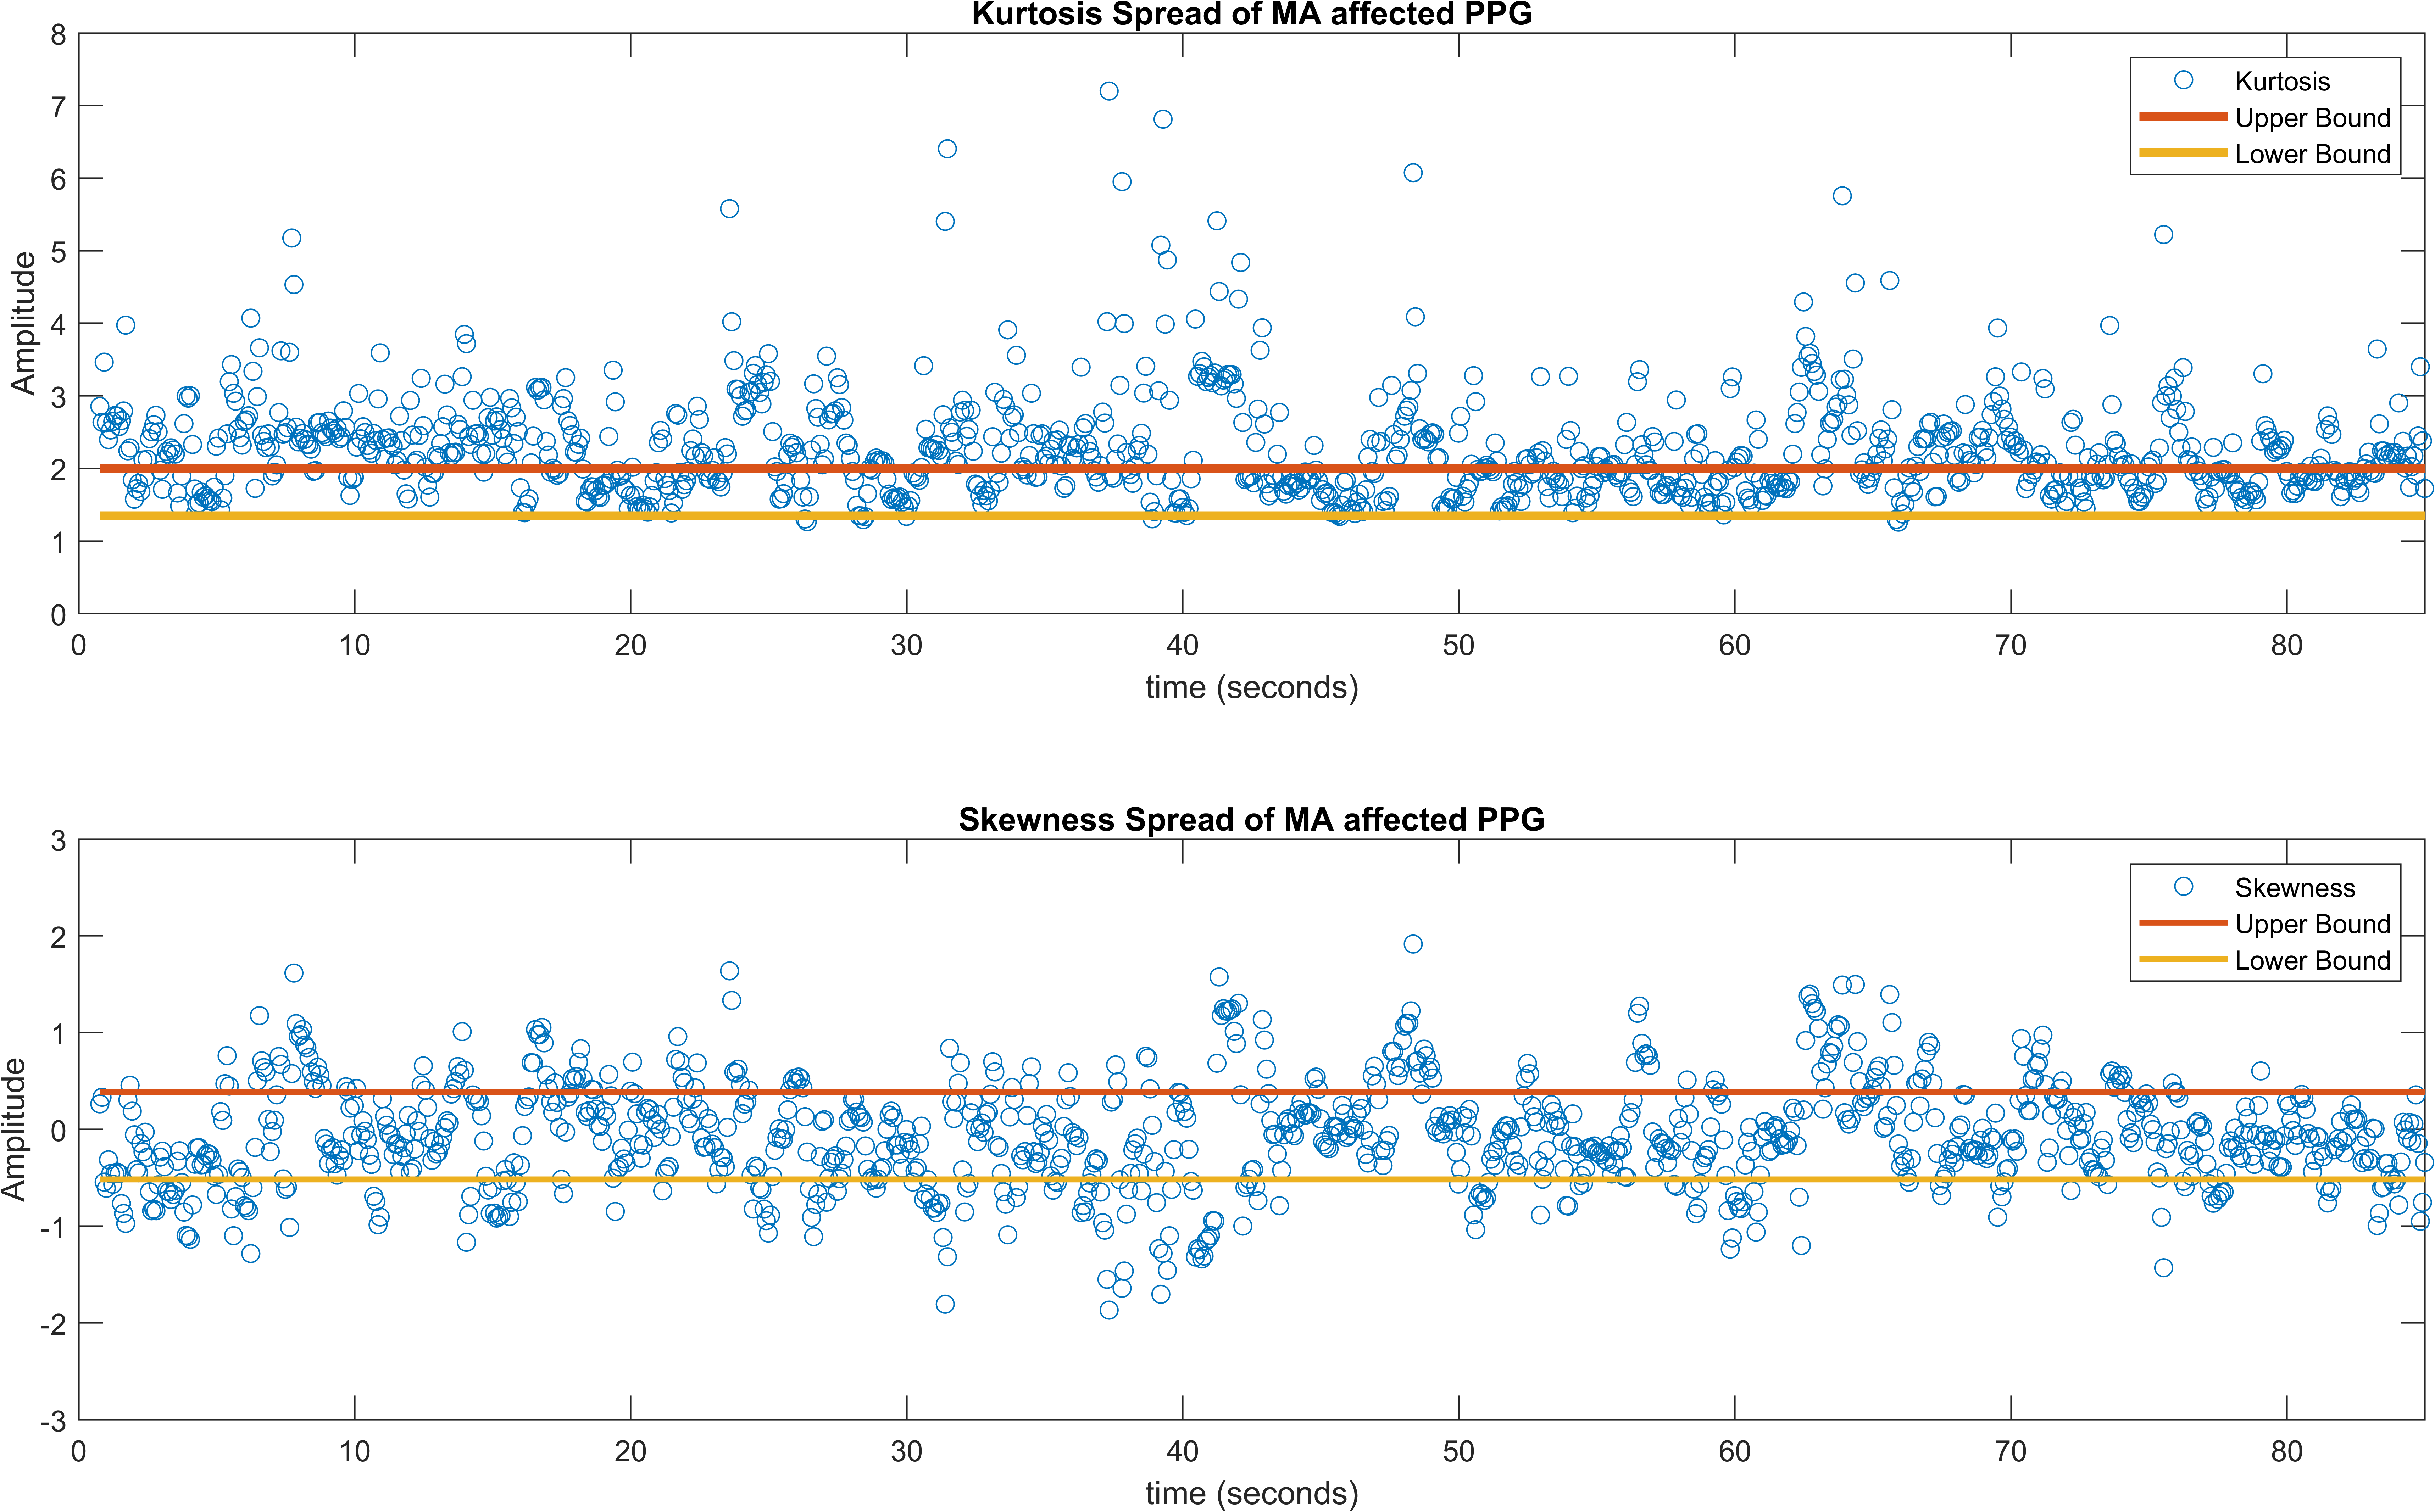 Kurtosis Spread of MA affected PPG
8
7
6
5
4
3
2
1
0
Amplitude
Kurtosis
Upper Bound
Lower Bound
0 10 20 30 40 50 60 70 80
time (seconds)
Skewness Spread of MA affected PPG
3
2
1
0
-1
-2
-3
Amplitude
Skewness
Upper Bound
Lower Bound
0 10 20 30 40 50 60 70 80
time (seconds)